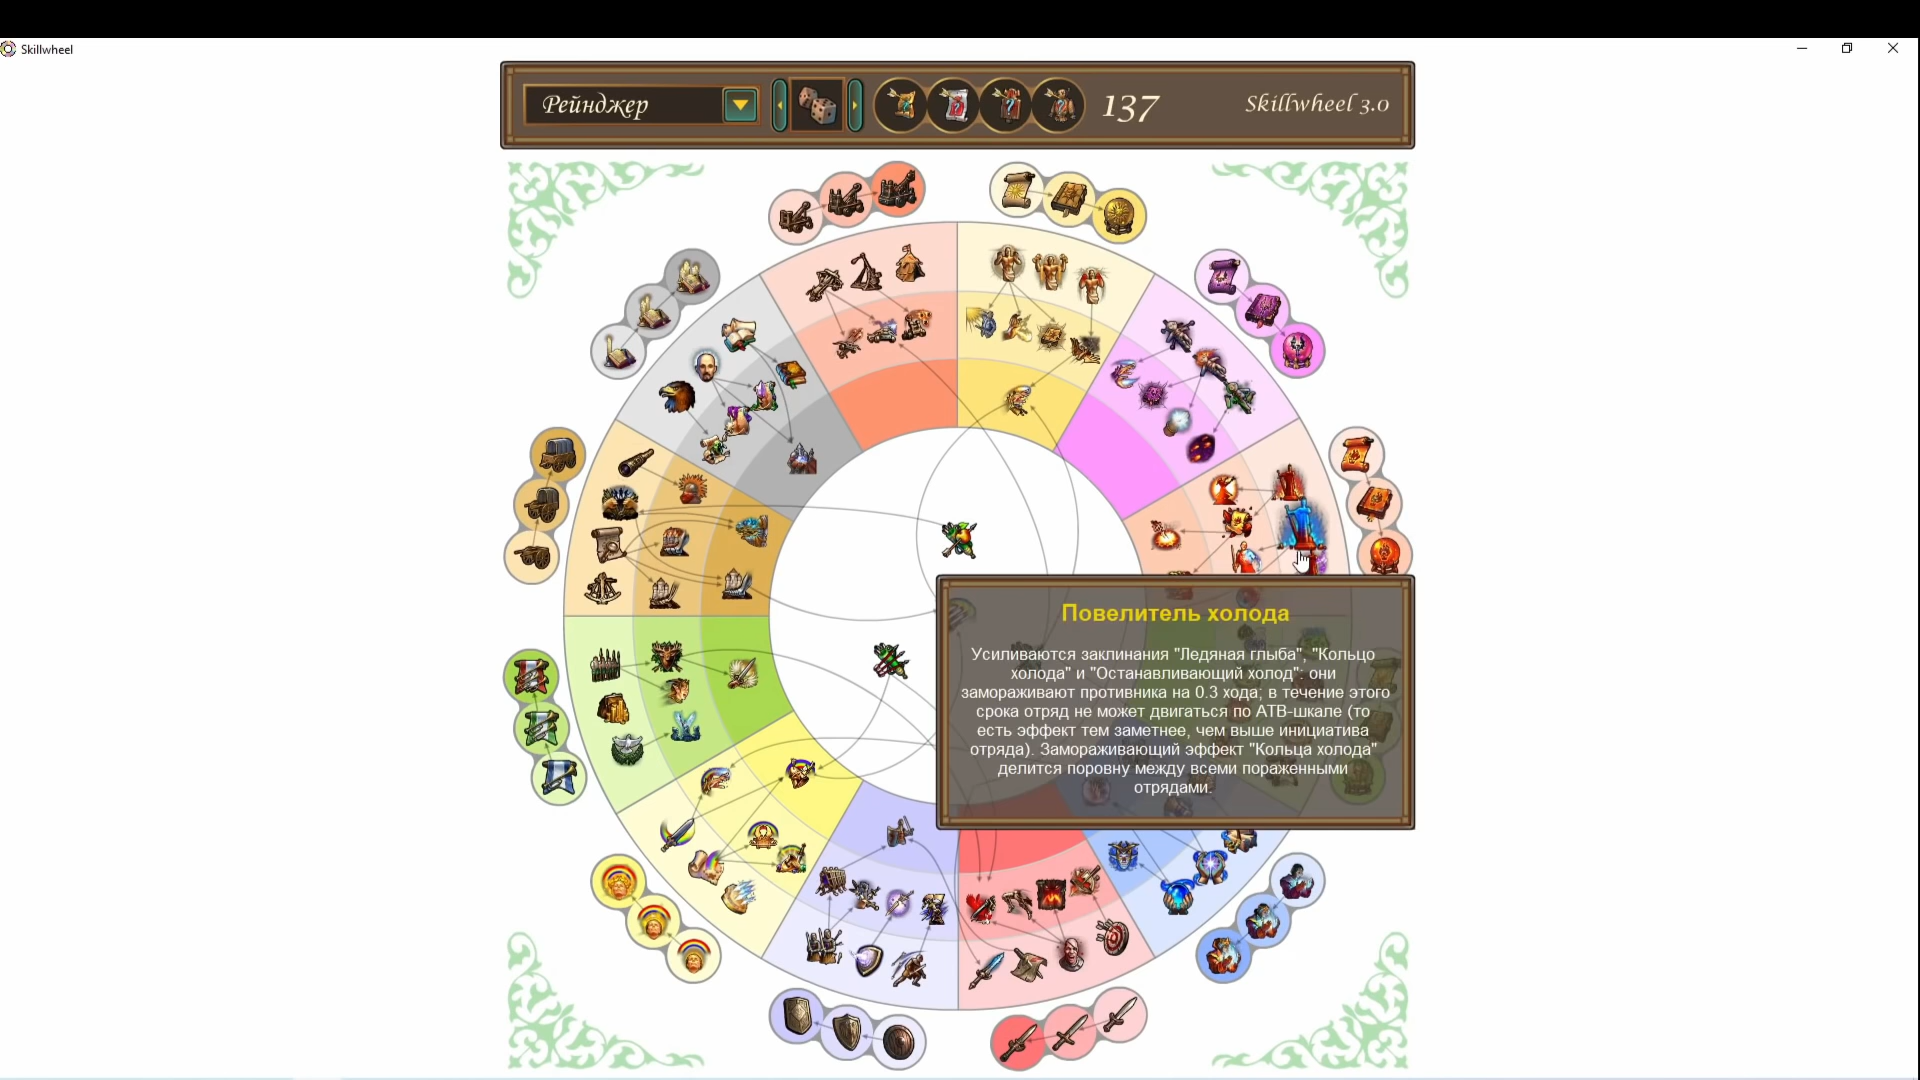 Skillwheel
Рейнджер
137
Skillwheel 3.0
Повелитель холода
Усиливаются заклинания "Ледяная глыба", "Кольцо
холода" и "Останавливающий холод": они
замораживают противника на 0.3 хода; в течение этого
срока отряд не может двигаться по АТВ-шкале (то
есть эффект тем заметнее, чем выше инициатива
отряда). Замораживающий эффект "Кольца холода"
делится поровну между всеми пораженными
отрядами.